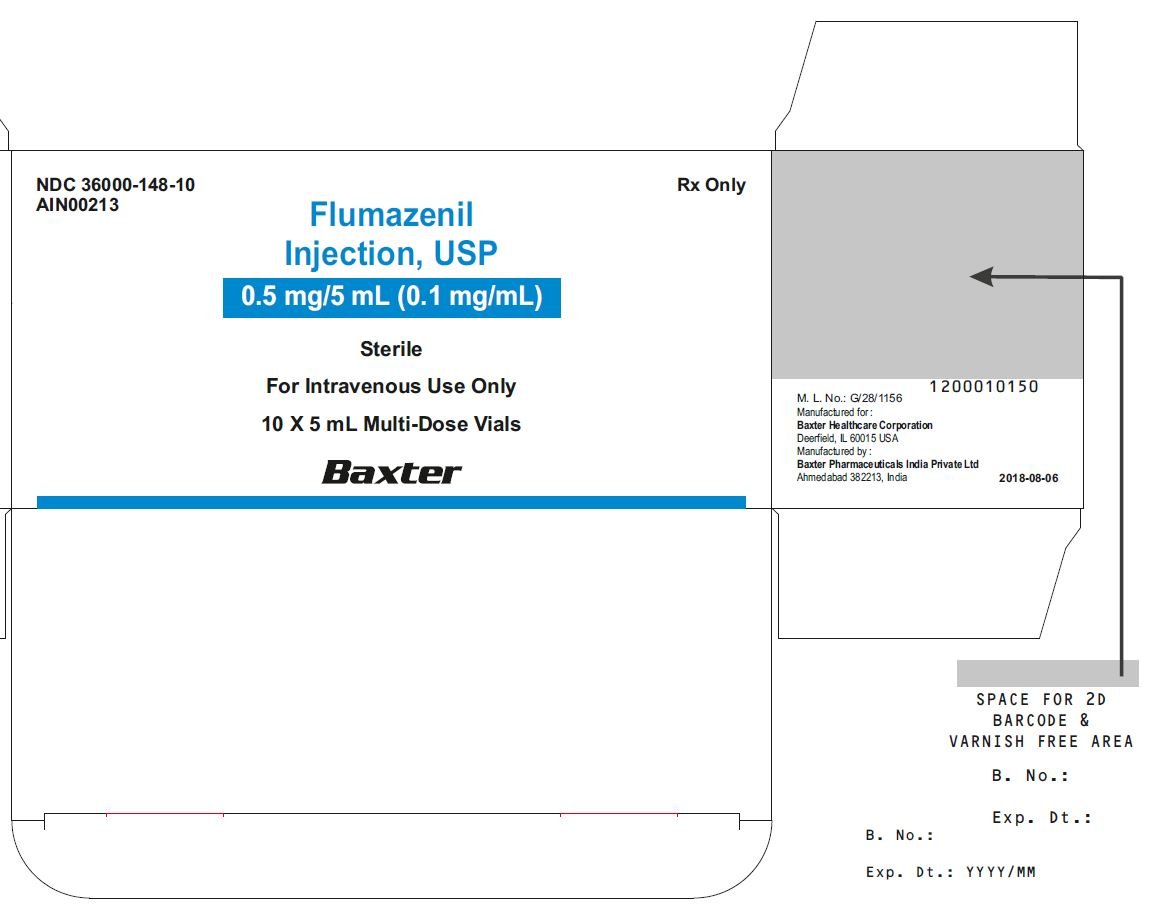 NDC 36000-148-10
AIN00213
Rx Only
Flumazenil
Injection, USP
0.5 mg/5 mL (0.1 mg/mL)
Sterile
For Intravenous Use Only
10 X 5 mL Multi-Dose Vials
Baxter
1200010150
M. L. No.: G/28/1156
Manufactured for :
Baxter Healthcare Corporation
Deerfield, IL 60015 USA
Manufactured by :
Baxter Pharmaceuticals India Private Ltd
Ahmedabad 382213, India
2018-08-06
SPACE FOR 2D
BARCODE &
VARNISH FREE AREA
B. No.:
Exp. Dt.:
B. No.:
Exp. Dt.: YYYY/MM